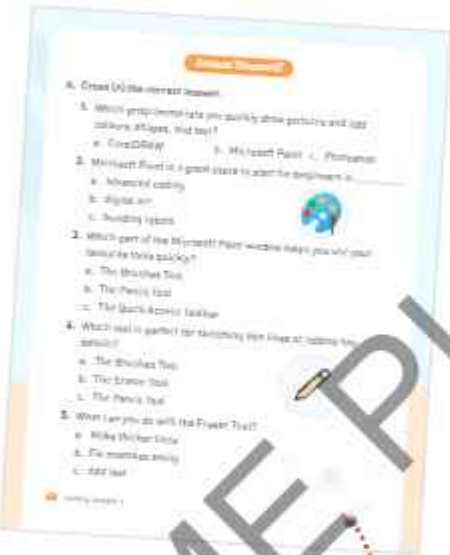 A. Cross (x) the correct answer.
1. Which programme lets you quickly draw pictures and add
colours, shapes, and text?
a. CorelDRAW b. Microsoft Paint c. Photoshop
2. Microsoft Paint is a great place to start for beginners in
a. Advanced coding
b. Digital art
c. Building robots
3. Which part of the Microsoft Paint window helps you visit your
favourite tools quickly?
a. The Brushes Tool
b. The Pencil Tool
c. The Quick Access Toolbar
4. Which tool is perfect for sketching thin lines or adding tiny
details?
a. The Brushes Tool
b. The Eraser Tool
c. The Pencil Tool
5. What can you do with the Eraser Tool?
a. Make thicker lines
b. Fix mistakes easily
c. Add text
ME PI